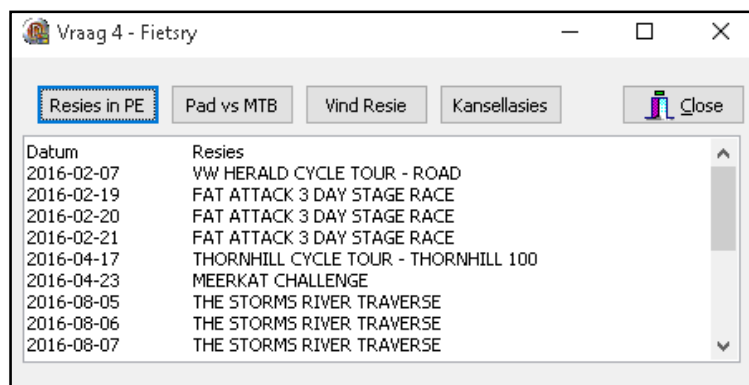 Vraag 4 - Fietsry
Resies in PE Pad vs MTB Vind Resie Kansellasies Close
Datum Resies
2016-02-07 VW HERALD CYCLE TOUR - ROAD
2016-02-19 FAT ATTACK 3 DAY STAGE RACE
2016-02-20 FAT ATTACK 3 DAY STAGE RACE
2016-02-21 FAT ATTACK 3 DAY STAGE RACE
2016-04-17 THORNHILL CYCLE TOUR - THORNHILL 100
2016-04-23 MEERKAT CHALLENGE
2016-08-05 THE STORMS RIVER TRAVERSE
2016-08-06 THE STORMS RIVER TRAVERSE
2016-08-07 THE STORMS RIVER TRAVERSE